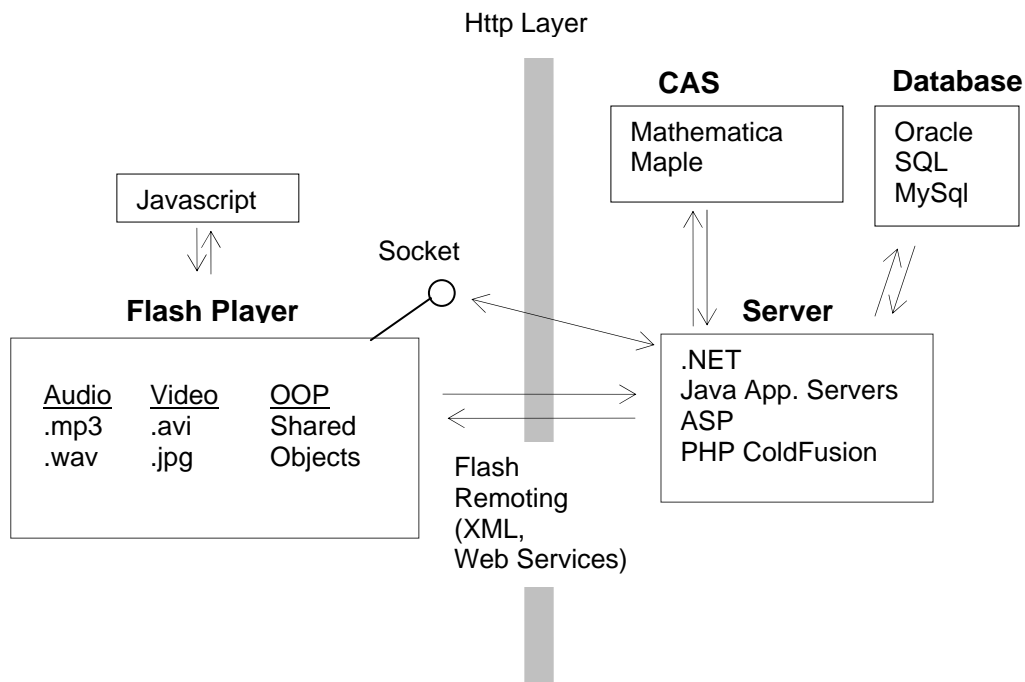 Http Layer
CAS
Database
Mathematica
Maple
Oracle
SQL
MySql
Javascript
Socket
Flash Player
Server
Audio Video OOP
.mp3 .avi Shared
.wav .jpg Objects
.NET
Java App. Servers
ASP
PHP ColdFusion
Flash
Remoting
(XML,
Web Services)